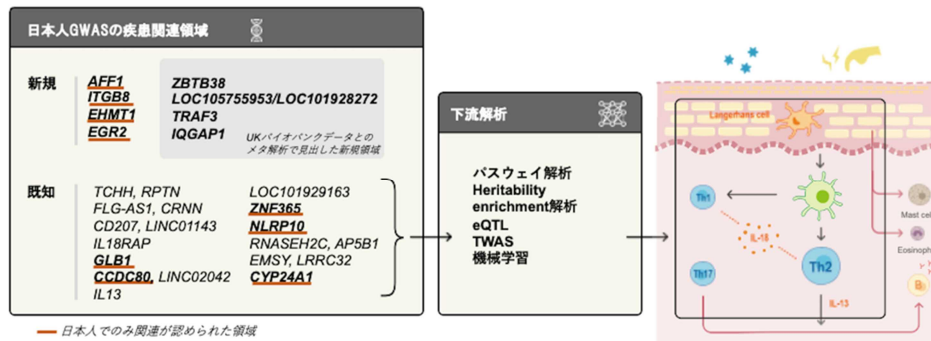 日本人GWASの疾患関連領域
新規
AFF1
ITGB8
EHMT1
EGR2
ZBTB38
LOC105755953/LOC101928272
TRAF3
IQGAP1
UKバイオバンクデータとの
メタ解析で見出した新規領域
既知
TCHH, RPTN
FLG-AS1, CRNN
CD207, LINC01143
IL18RAP
GLB1
CCDC80, LINC02042
IL13
LOC101929163
ZNF365
NLRP10
RNASEH2C, AP5B1
EMSY, LRRC32
CYP24A1
日本人でのみ関連が認められた領域
下流解析
パスウェイ解析
Heritability
enrichment解析
eQTL
TWAS
機械学習
Langerhans cell
Th1
IL-18
Th2
Th17
IL-13
Mast cel
Eosinoph
B